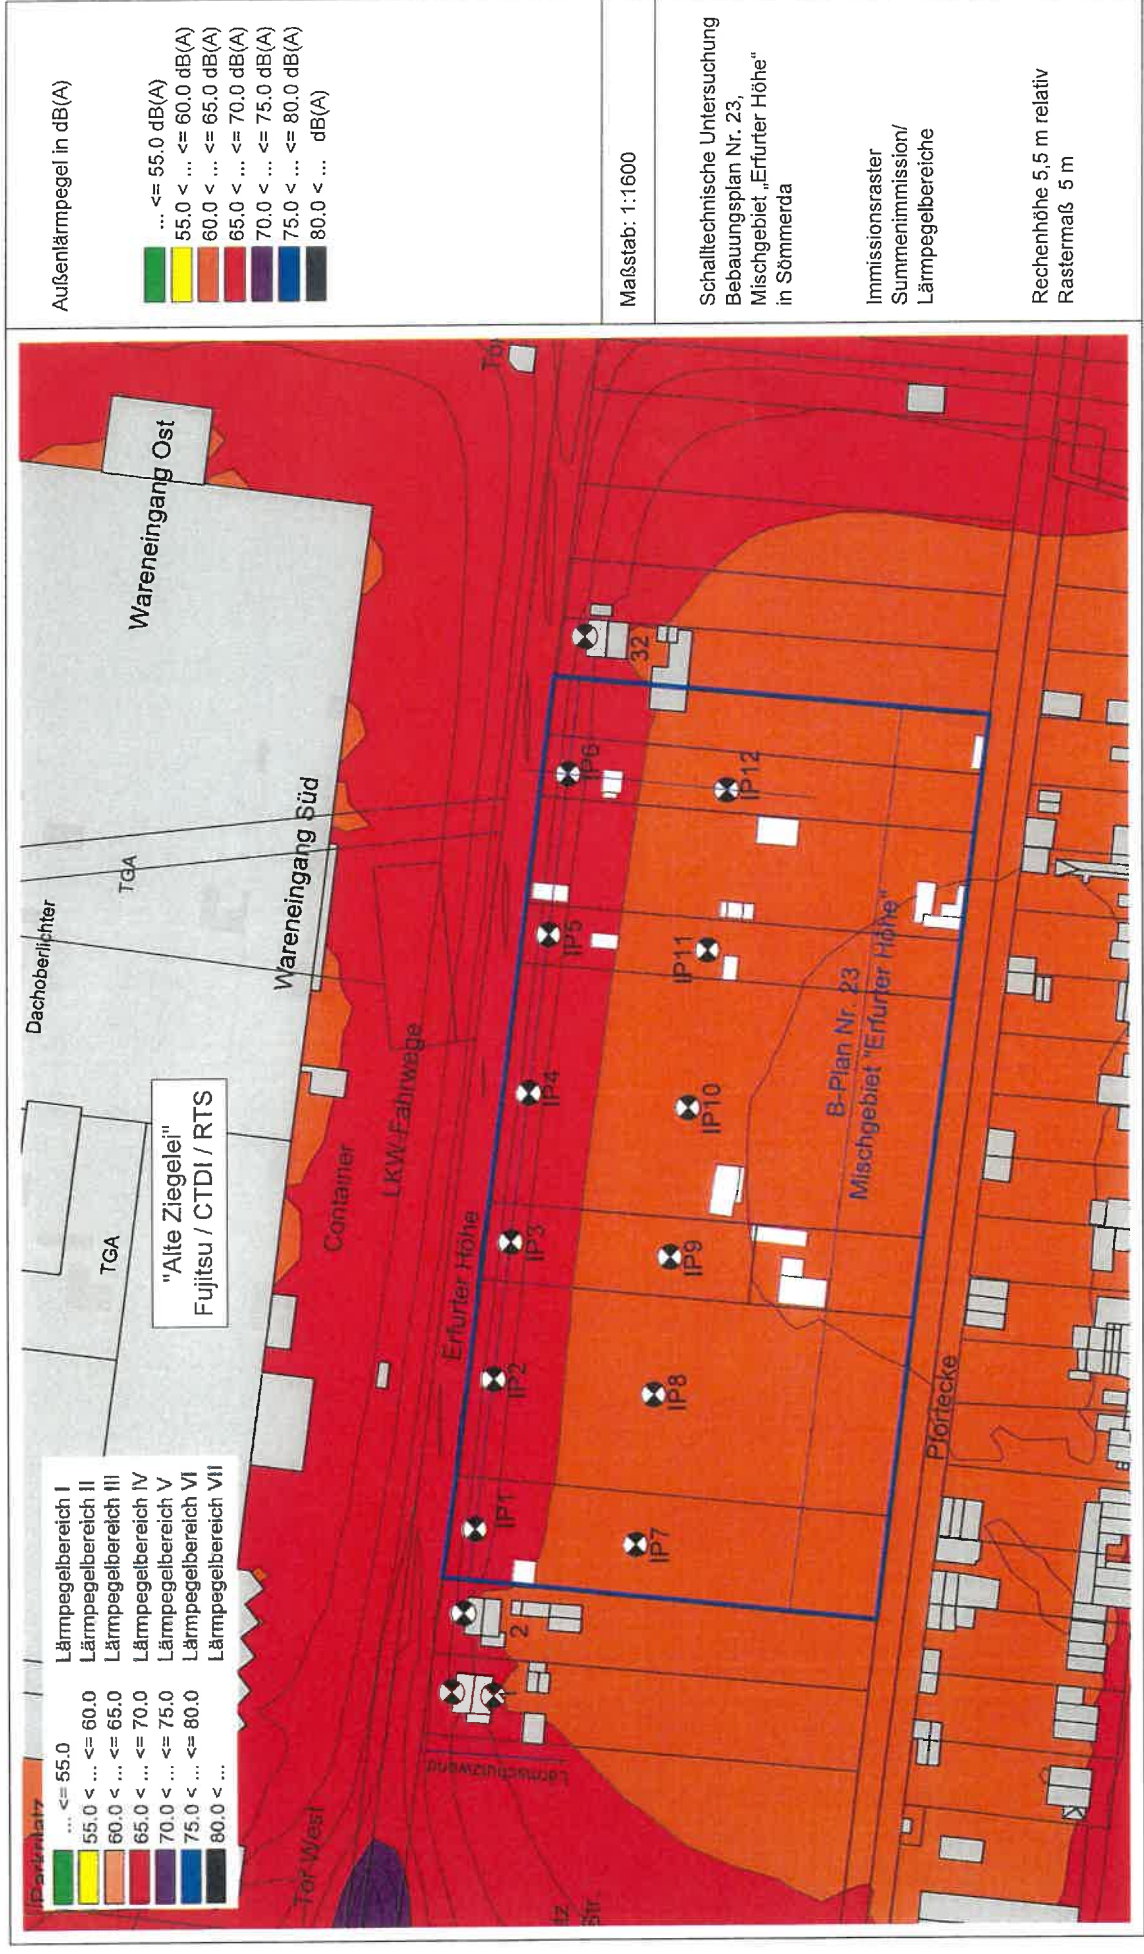 Parkplatz
... <= 55.0 Lärmpegelbereich I
55.0 < ... <= 60.0 Lärmpegelbereich II
60.0 < ... <= 65.0 Lärmpegelbereich III
65.0 < ... <= 70.0 Lärmpegelbereich IV
70.0 < ... <= 75.0 Lärmpegelbereich V
75.0 < ... <= 80.0 Lärmpegelbereich VI
80.0 < ... Lärmpegelbereich VII
TGA
Dachoberlichter
TGA
"Alte Ziegelei"
Fujitsu / CTDI / RTS
Wareneingang Ost
Wareneingang Süd
Container
LKW-Fahrwege
Tor West
Erfurter Höhe
Tor
Lärmschutzwand
1
2
32
IP1
IP2
IP3
IP4
IP5
IP6
IP7
IP8
IP9
IP10
IP11
IP12
B-Plan Nr. 23
Mischgebiet "Erfurter Höhe"
Pfortecke
tz
Str
Außenlärmpegel in dB(A)
... <= 55.0 dB(A)
55.0 < ... <= 60.0 dB(A)
60.0 < ... <= 65.0 dB(A)
65.0 < ... <= 70.0 dB(A)
70.0 < ... <= 75.0 dB(A)
75.0 < ... <= 80.0 dB(A)
80.0 < ... dB(A)
Maßstab: 1:1600
Schalltechnische Untersuchung
Bebauungsplan Nr. 23,
Mischgebiet „Erfurter Höhe"
in Sömmerda
Immissionsraster
Summenimmission/
Lärmpegelbereiche
Rechenhöhe 5,5 m relativ
Rastermaß 5 m